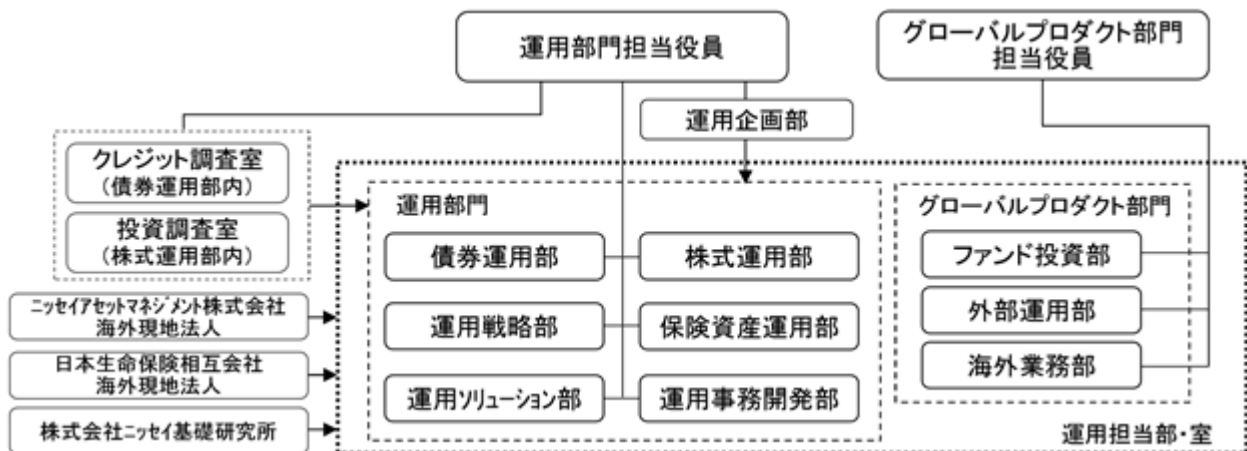 運用部門担当役員
グローバルプロダクト部門
担当役員
運用企画部
クレジット調査室
(債券運用部内)
投資調査室
(株式運用部内)
運用部門
債券運用部
株式運用部
運用戦略部
保険資産運用部
運用ソリューション部
運用事務開発部
グローバルプロダクト部門
ファンド投資部
外部運用部
海外業務部
ニッセイアセットマネジメント株式会社
海外現地法人
日本生命保険相互会社
海外現地法人
株式会社ニッセイ基礎研究所
運用担当部・室